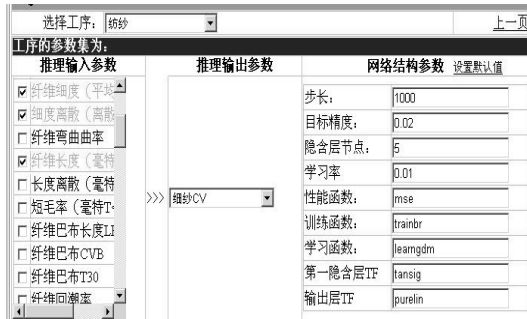 选择工序: 纺纱 上一页
工序的参数集为:
推理输入参数 推理输出参数 网络结构参数 设置默认值
纤维细度 (平均
细度离散 (离散
纤维弯曲曲率
纤维长度 (毫特
长度离散 (毫特
短毛率 (毫特T<
纤维巴布长度LH
纤维巴布CVB
纤维巴布T30
纤维回潮率
>>> 细纱CV
步长: 1000
目标精度: 0.02
隐含层节点: 5
学习率 0.01
性能函数: mse
训练函数: trainbr
学习函数: learngdm
第一隐含层TF tansig
输出层TF purelin